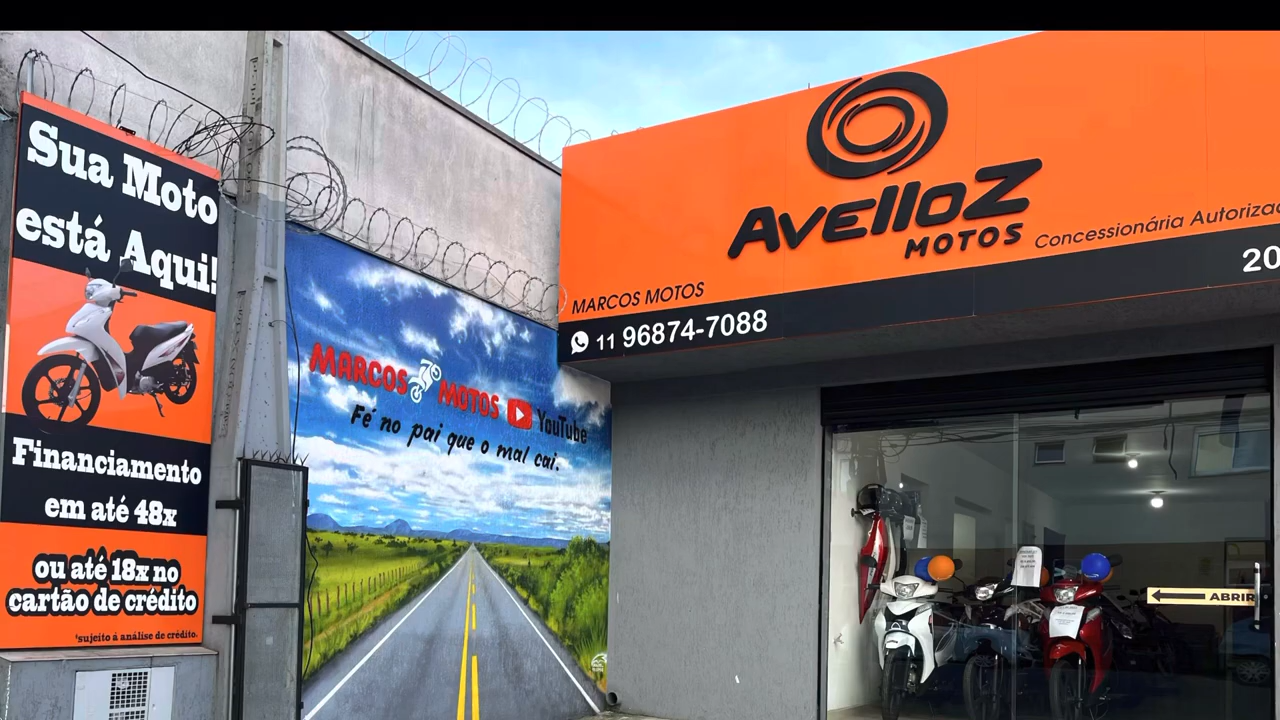 Sua Moto
está Aqui!
Financiamento
em até 48x
ou até 18x no
cartão de crédito
*sujeito à análise de crédito.
MARCOS MOTOS YouTube
Fé no pai que o mal cai.
AvelloZ
MOTOS
Concessionária
MARCOS MOTOS
11 96874-7088
20
ABRIR